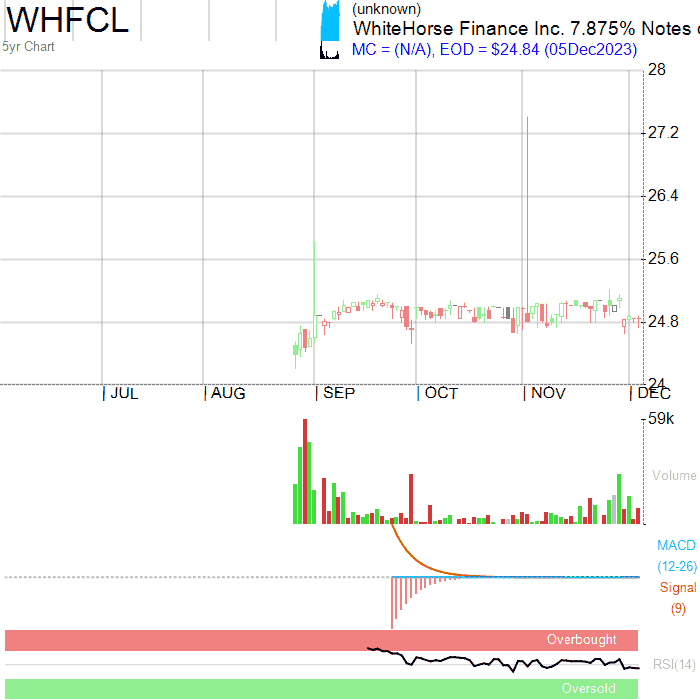 WHFCL
5yr Chart
(unknown)
WhiteHorse Finance Inc. 7.875% Notes
MC = (N/A), EOD = $24.84 (05Dec2023)
28
27.2
26.4
25.6
24.8
24
JUL AUG SEP OCT NOV DEC
59k
Volume
MACD
(12-26)
Signal
(9)
Overbought
RSI(14)
Oversold